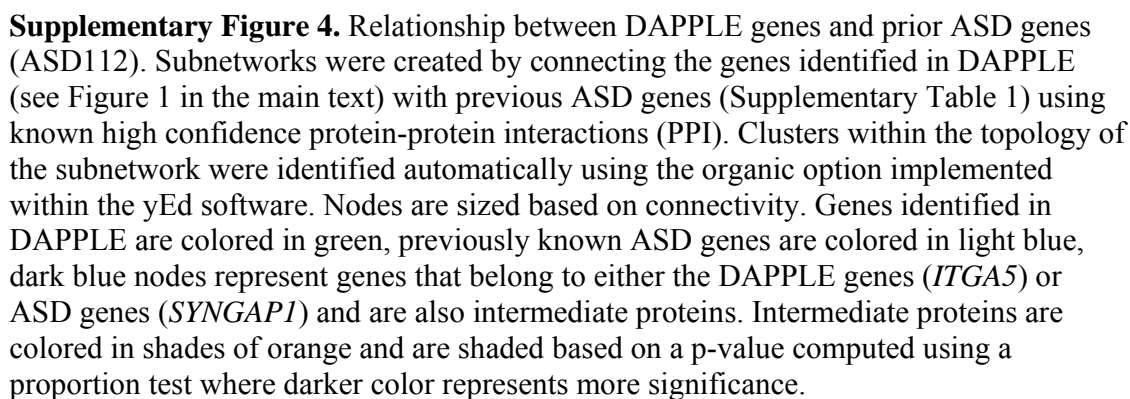 Supplementary Figure 4. Relationship between DAPPLE genes and prior ASD genes
(ASD112). Subnetworks were created by connecting the genes identified in DAPPLE
(see Figure 1 in the main text) with previous ASD genes (Supplementary Table 1) using
known high confidence protein-protein interactions (PPI). Clusters within the topology of
the subnetwork were identified automatically using the organic option implemented
within the yEd software. Nodes are sized based on connectivity. Genes identified in
DAPPLE are colored in green, previously known ASD genes are colored in light blue,
dark blue nodes represent genes that belong to either the DAPPLE genes (ITGA5) or
ASD genes (SYNGAP1) and are also intermediate proteins. Intermediate proteins are
colored in shades of orange and are shaded based on a p-value computed using a
proportion test where darker color represents more significance.